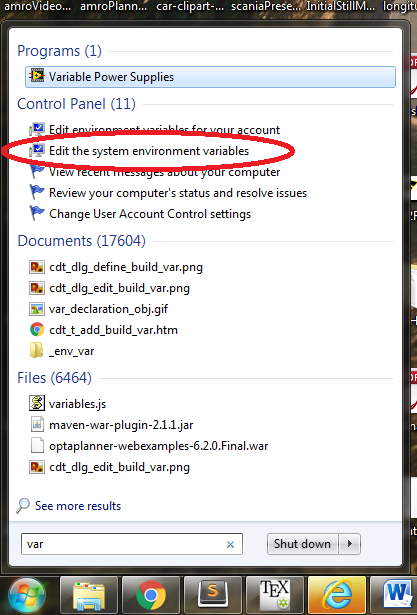 amroVideo... amroPlann... car-clipart-... scaniaPrese... InitialStillM... longitu
Programs (1)
Variable Power Supplies
Control Panel (11)
Edit environment variables for your account
Edit the system environment variables
View recent messages about your computer
Review your computer's status and resolve issues
Change User Account Control settings
Documents (17604)
cdt_dlg_define_build_var.png
cdt_dlg_edit_build_var.png
var_declaration_obj.gif
cdt_t_add_build_var.htm
_env_var
Files (6464)
variables.js
maven-war-plugin-2.1.1.jar
optaplanner-webexamples-6.2.0.Final.war
cdt_dlg_edit_build_var.png
See more results
var
Shut down
S TEX W